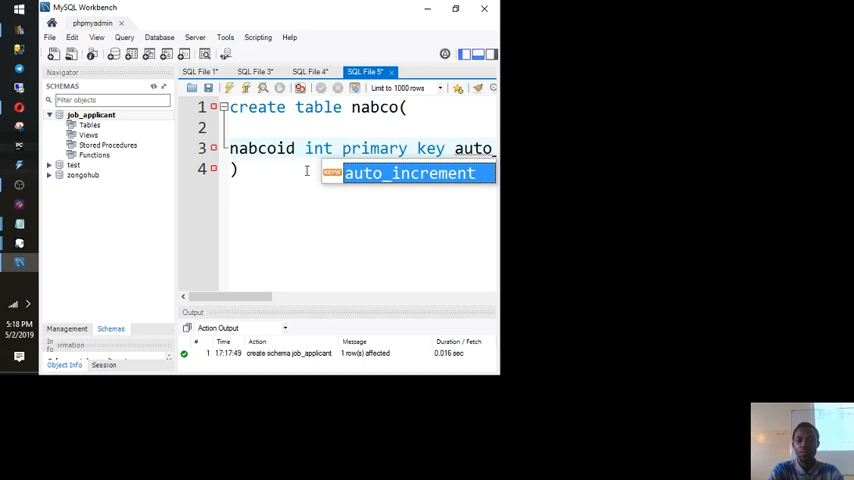 MySQL Workbench
phpmyadmin ×
File Edit View Query Database Server Tools Scripting Help
Navigator
SQL File 1* SQL File 3* SQL File 4* SQL File 5* ×
SCHEMAS
Limit to 1000 rows
Filter objects
job_applicant
Tables
Views
Stored Procedures
Functions
test
zongohub
1 create table nabco(
2
3 nabcoid int primary key auto_
4 )
KEYW auto_increment
Management Schemas
Output
Action Output
# Time Action Message Duration / Fetch
1 17:17:49 create schema job_applicant 1 row(s) affected 0.016 sec
Object Info Session
5:18 PM
5/2/2019